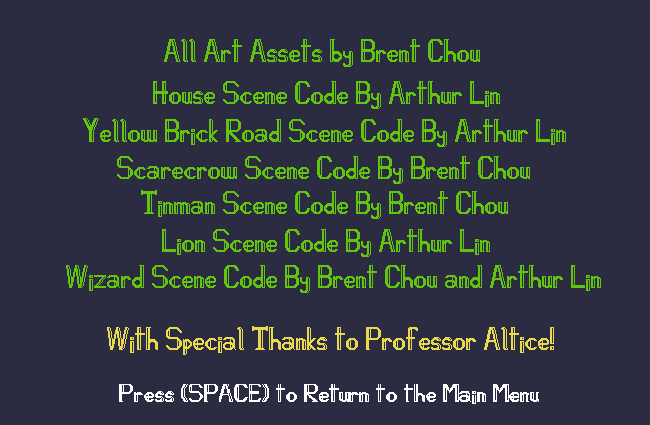 All Art Assets by Brent Chou
House Scene Code By Arthur Lin
Yellow Brick Road Scene Code By Arthur Lin
Scarecrow Scene Code By Brent Chou
Tinman Scene Code By Brent Chou
Lion Scene Code By Arthur Lin
Wizard Scene Code By Brent Chou and Arthur Lin
With Special Thanks to Professor Altice!
Press (SPACE) to Return to the Main Menu